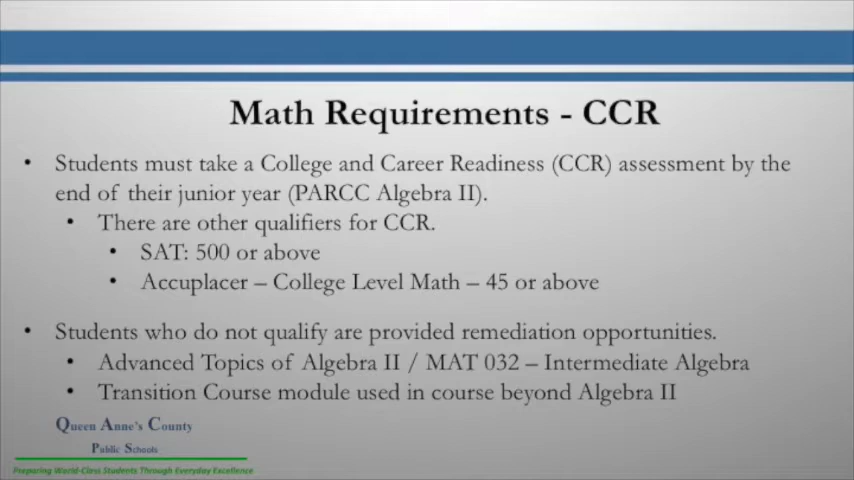 Math Requirements - CCR
• Students must take a College and Career Readiness (CCR) assessment by the
end of their junior year (PARCC Algebra II).
• There are other qualifiers for CCR.
• SAT: 500 or above
• Accuplacer – College Level Math – 45 or above
• Students who do not qualify are provided remediation opportunities.
• Advanced Topics of Algebra II / MAT 032 – Intermediate Algebra
• Transition Course module used in course beyond Algebra II
Queen Anne's County
Public Schools
Preparing World-Class Students Through Everyday Excellence